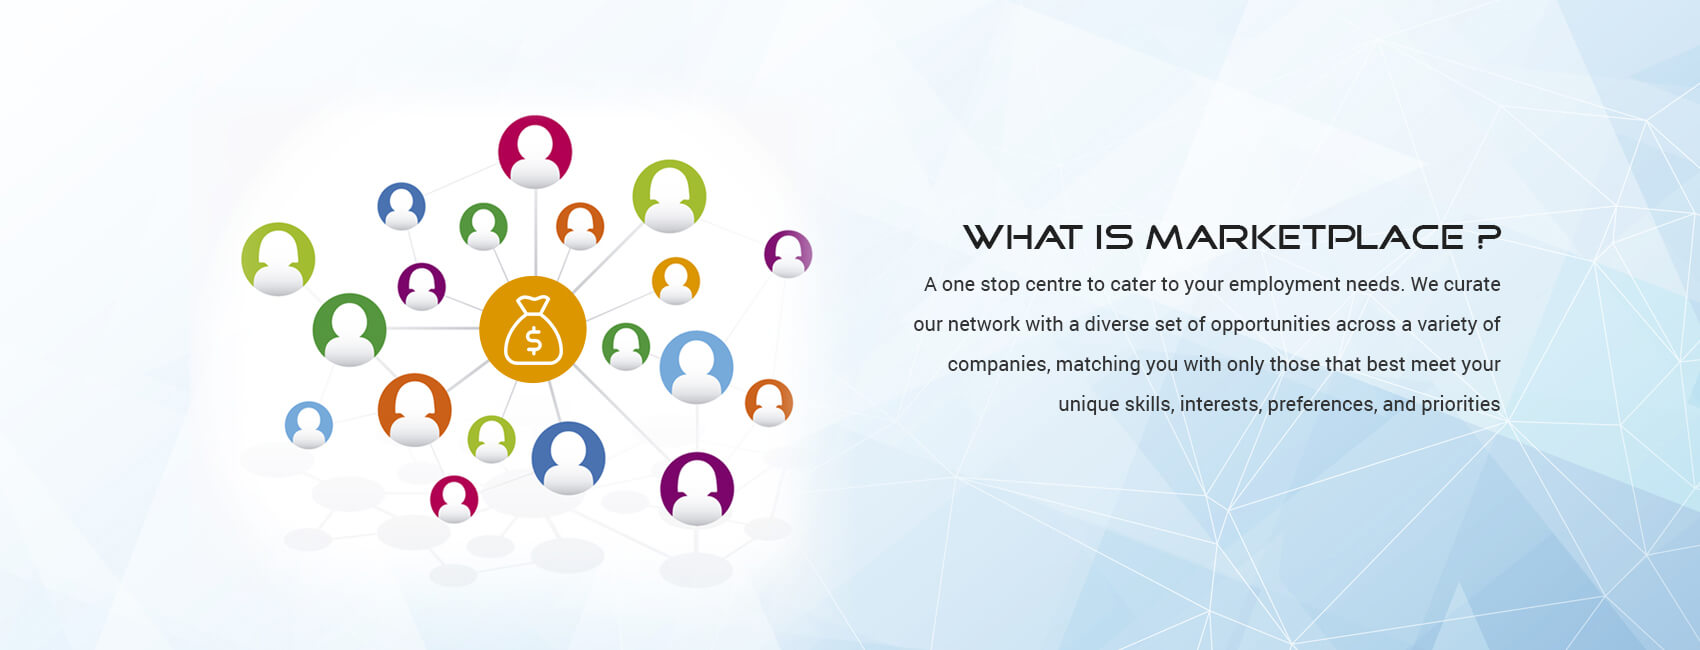 WHAT IS MARKETPLACE ?
A one stop centre to cater to your employment needs. We curate
our network with a diverse set of opportunities across a variety of
companies, matching you with only those that best meet your
unique skills, interests, preferences, and priorities
$